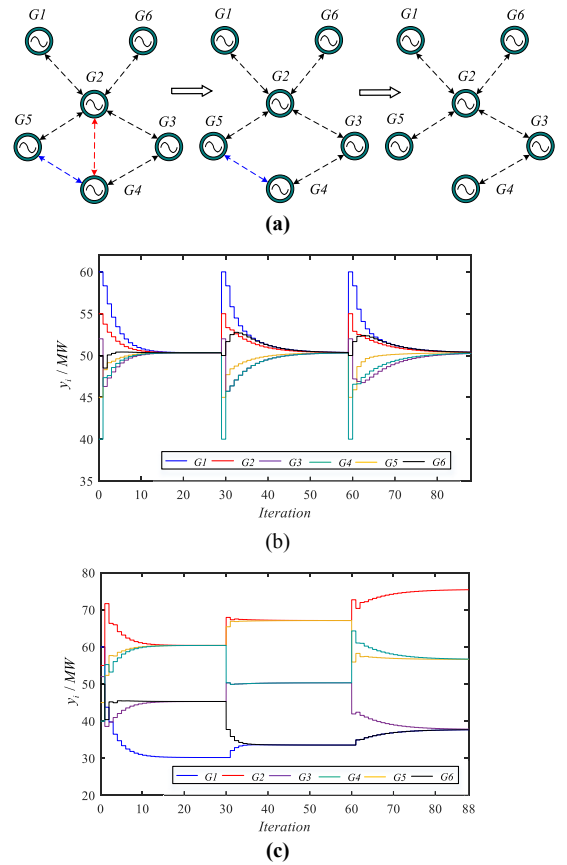 G1 G6 G1 G6 G1 G6
G2 G2 G2
G5 G3 G5 G3 G5 G3
G4 G4 G4
(a)
60
55
50
45
40
35
y_i / MW
0 10 20 30 40 50 60 70 80
G1 G2 G3 G4 G5 G6
Iteration
(b)
80
70
60
50
40
30
20
y_i / MW
0 10 20 30 40 50 60 70 80 88
G1 G2 G3 G4 G5 G6
Iteration
(c)